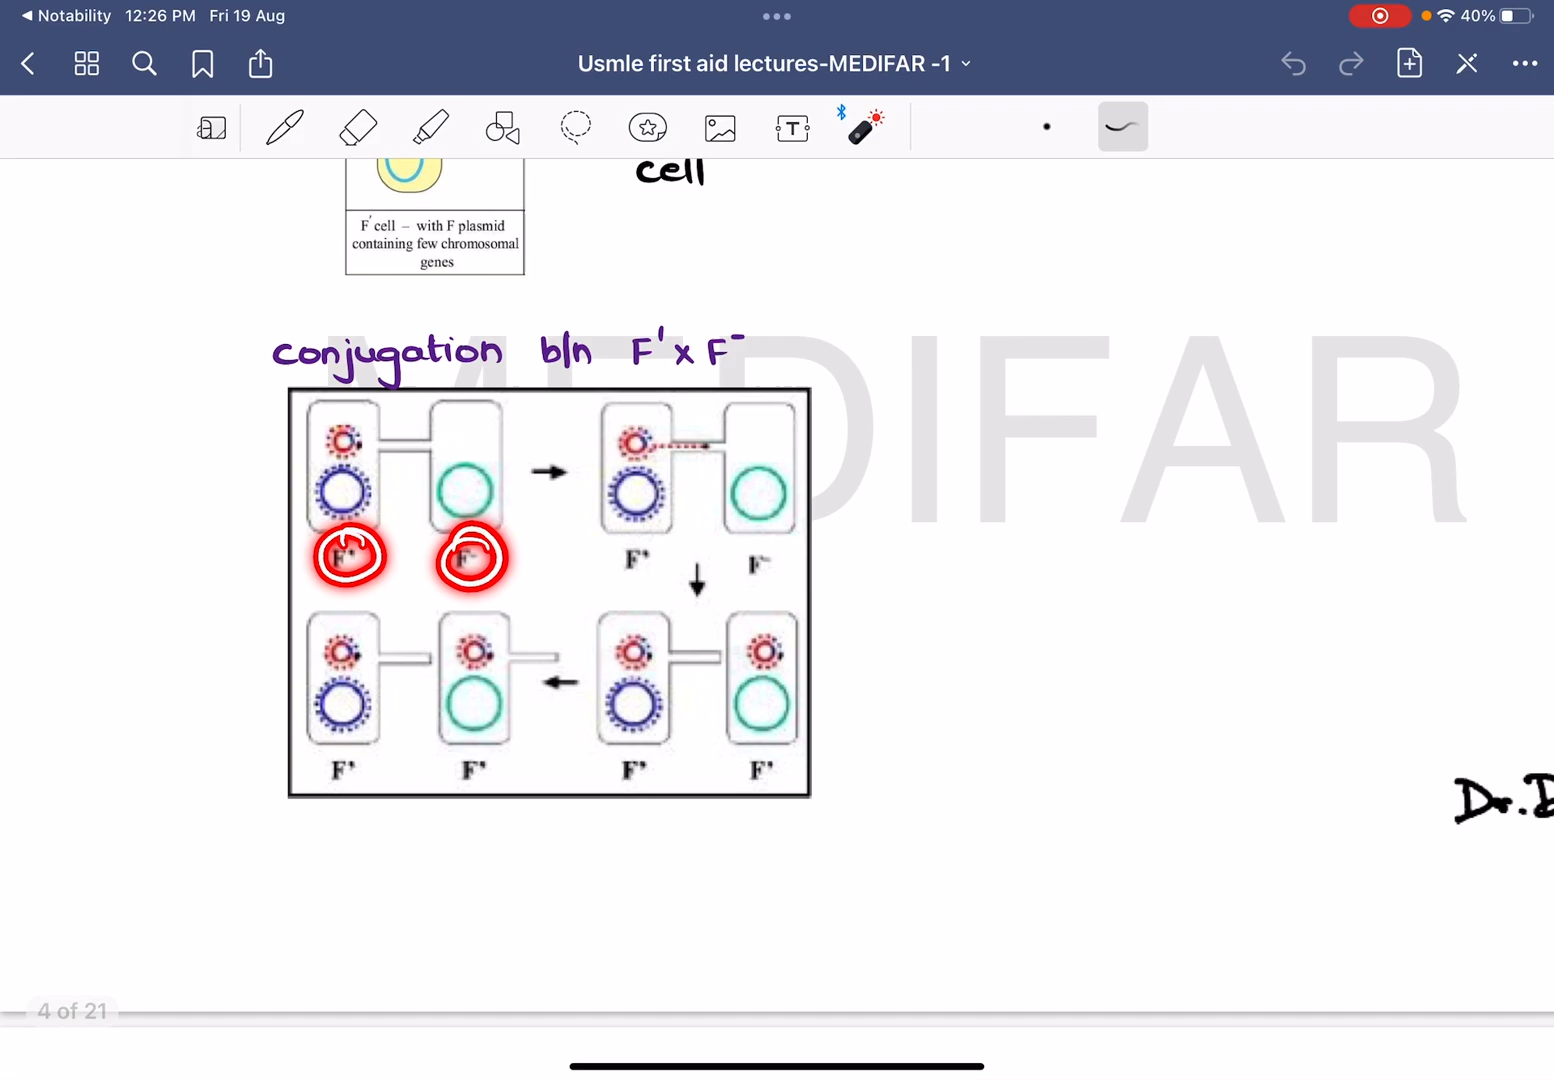 Notability 12:26 PM Fri 19 Aug
40%
Usmle first aid lectures-MEDIFAR -1
T
cell
F' cell – with F plasmid
containing few chromosomal
genes
conjugation b/n F' x F⁻
MEDIFAR
F' F⁻ F' F⁻
F' F' F' F'
4 of 21